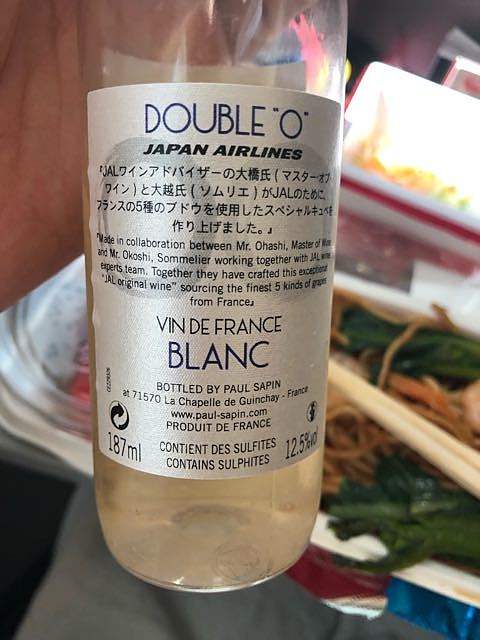 DOUBLE "O"
JAPAN AIRLINES
『JALワインアドバイザーの大橋氏(マスター・オブ・
ワイン)と大越氏(ソムリエ)がJALのために、
フランスの5種のブドウを使用したスペシャルキュベを
作り上げました。』
『Made in collaboration between Mr. Ohashi, Master of Wine
and Mr. Okoshi, Sommelier working together with JAL wine
experts team. Together they have crafted this exceptional
"JAL original wine" sourcing the finest 5 kinds of grapes
from France』
VIN DE FRANCE
BLANC
BOTTLED BY PAUL SAPIN
at 71570 La Chapelle de Guinchay - France
www.paul-sapin.com
PRODUIT DE FRANCE
187ml
CONTIENT DES SULFITES
CONTAINS SULPHITES
12.5%vol